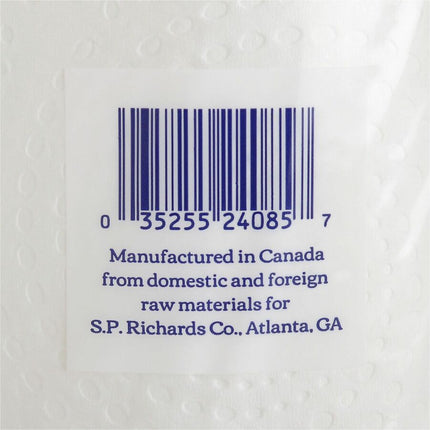 0 35255 24085 7
Manufactured in Canada
from domestic and foreign
raw materials for
S.P. Richards Co., Atlanta, GA